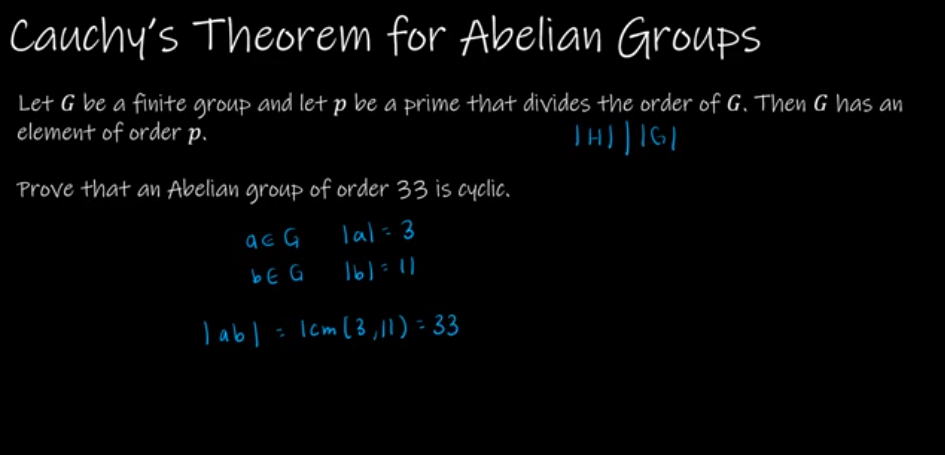 Cauchy's Theorem for Abelian Groups
Let G be a finite group and let p be a prime that divides the order of G. Then G has an
element of order p.
|H| | |G|
Prove that an Abelian group of order 33 is cyclic.
a ∈ G |a| = 3
b ∈ G |b| = 11
|ab| = lcm(3,11) = 33